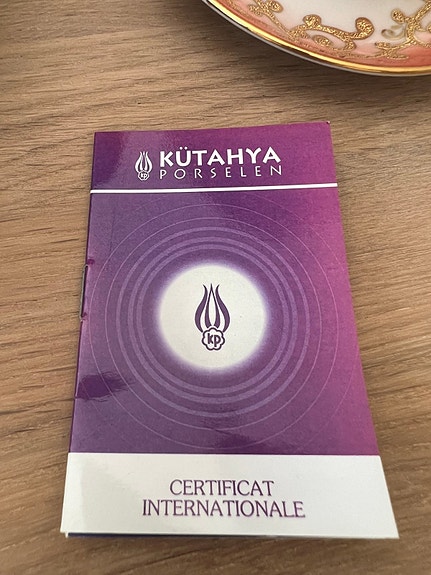 KÜTAHYA
kp PORSELEN
kp
CERTIFICAT
INTERNATIONALE